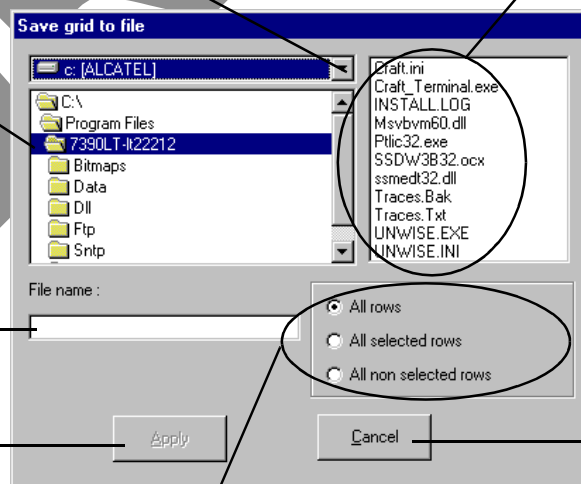 Save grid to file
c: [ALCATEL]
C:\
Program Files
7390LT-lt22212
Bitmaps
Data
Dll
Ftp
Sntp
Craft.ini
Craft_Terminal.exe
INSTALL.LOG
Msvbvm60.dll
Ptlic32.exe
SSDW3B32.ocx
ssmedt32.dll
Traces.Bak
Traces.Txt
UNWISE.EXE
UNWISE.INI
File name :
All rows
All selected rows
All non selected rows
Apply
Cancel